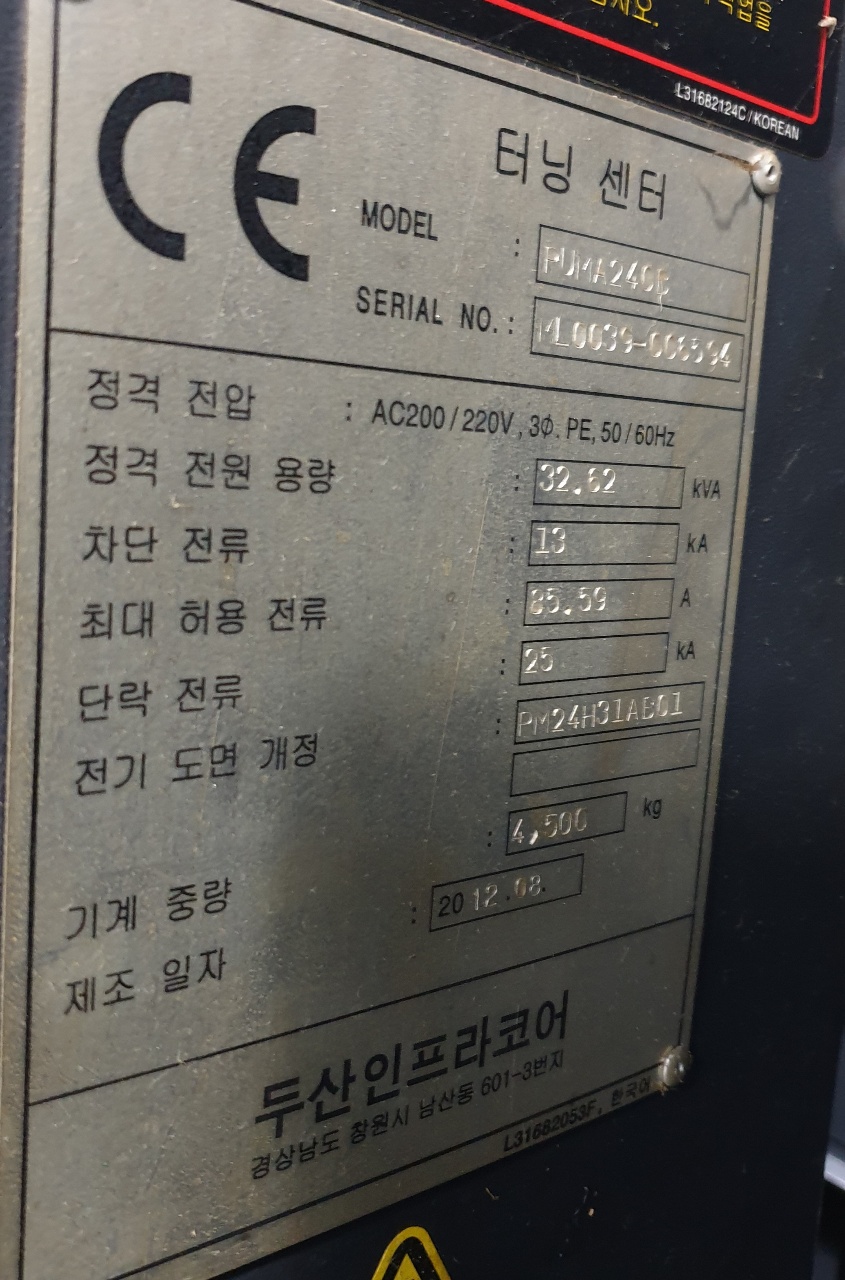 L31682124C/KOREAN
CE
터닝 센터
MODEL : PUMA240B
SERIAL NO. :
정격 전압 : AC200/220V, 3Φ. PE, 50/60Hz
정격 전원 용량 : 32.62 kVA
차단 전류 : 13 kA
최대 허용 전류 : 85.59 A
단락 전류 : 25 kA
전기 도면 개정 : PM24H31AB01
기계 중량 : 4,500 kg
제조 일자 : 2012.08.
두산인프라코어
경상남도 창원시 남산동 601-3번지
L31682053F, 한국어